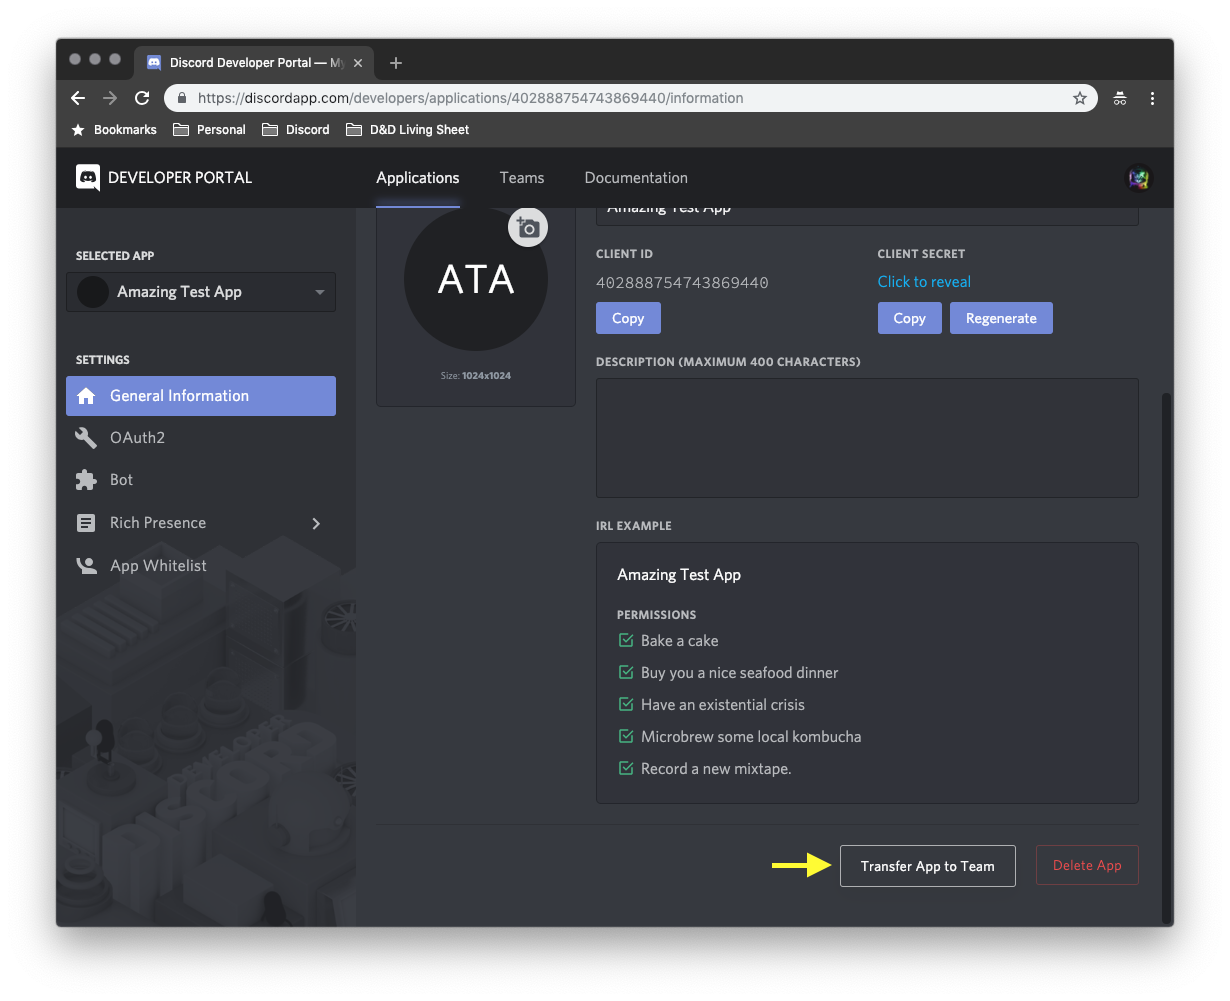 Discord Developer Portal — My
https://discordapp.com/developers/applications/402888754743869440/information
Bookmarks Personal Discord D&D Living Sheet
DEVELOPER PORTAL Applications Teams Documentation
SELECTED APP
Amazing Test App
SETTINGS
General Information
OAuth2
Bot
Rich Presence
App Whitelist
DISCORD
ATA
Size: 1024x1024
Amazing Test App
CLIENT ID
402888754743869440
Copy
CLIENT SECRET
Click to reveal
Copy Regenerate
DESCRIPTION (MAXIMUM 400 CHARACTERS)
IRL EXAMPLE
Amazing Test App
PERMISSIONS
Bake a cake
Buy you a nice seafood dinner
Have an existential crisis
Microbrew some local kombucha
Record a new mixtape.
Transfer App to Team Delete App